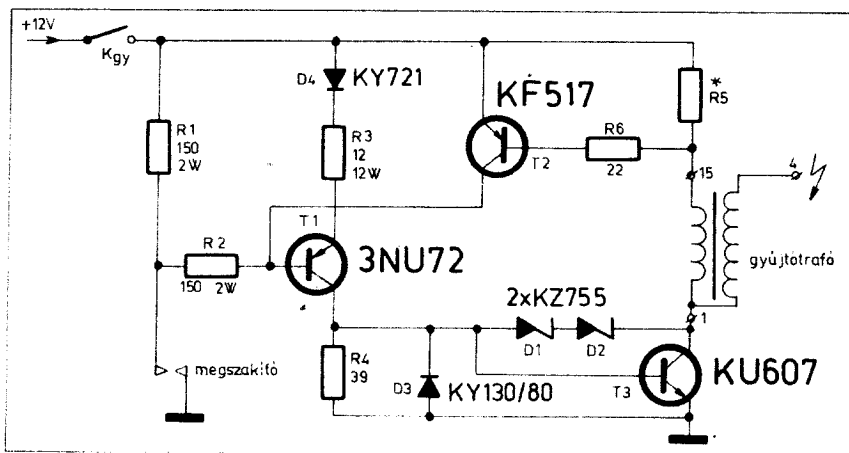 +12V
Kgy
D4 KY721
KF517
*
R5
R1
150
2W
R3
12
12W
R6
22
T2
15
4
T1
R2
150 2W
3NU72
gyújtótrafó
2xKZ755
D1 D2
1
megszakító
R4
39
D3 KY130/80
T3 KU607